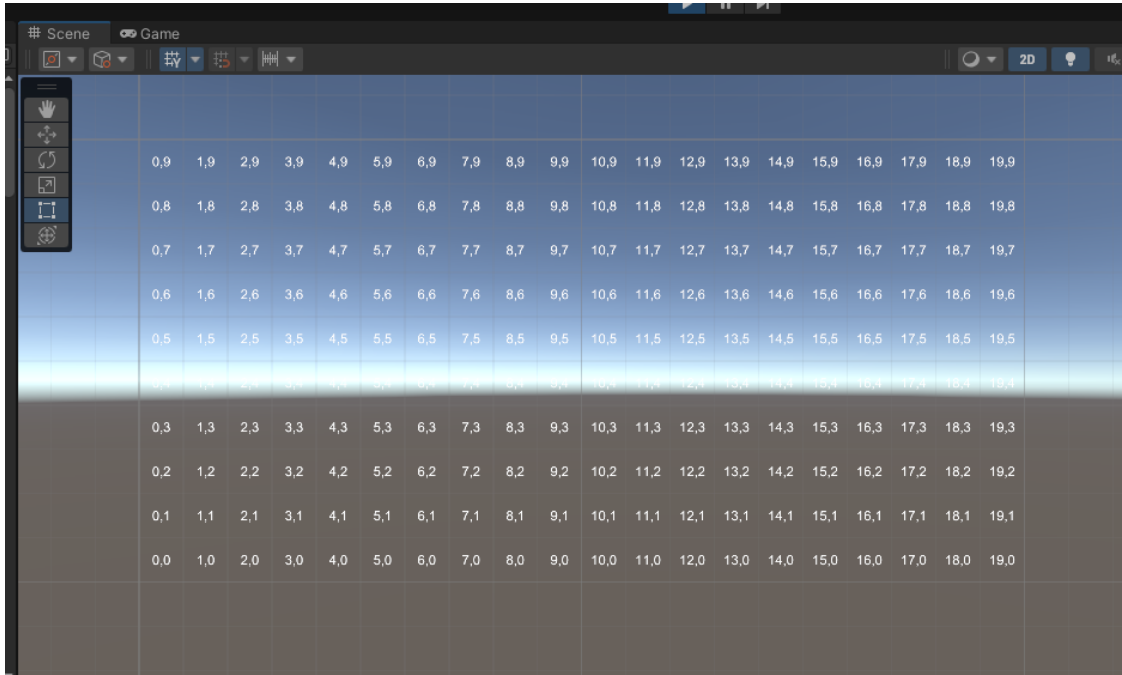 Scene Game
2D
0,9 1,9 2,9 3,9 4,9 5,9 6,9 7,9 8,9 9,9 10,9 11,9 12,9 13,9 14,9 15,9 16,9 17,9 18,9 19,9
0,8 1,8 2,8 3,8 4,8 5,8 6,8 7,8 8,8 9,8 10,8 11,8 12,8 13,8 14,8 15,8 16,8 17,8 18,8 19,8
0,7 1,7 2,7 3,7 4,7 5,7 6,7 7,7 8,7 9,7 10,7 11,7 12,7 13,7 14,7 15,7 16,7 17,7 18,7 19,7
0,6 1,6 2,6 3,6 4,6 5,6 6,6 7,6 8,6 9,6 10,6 11,6 12,6 13,6 14,6 15,6 16,6 17,6 18,6 19,6
0,5 1,5 2,5 3,5 4,5 5,5 6,5 7,5 8,5 9,5 10,5 11,5 12,5 13,5 14,5 15,5 16,5 17,5 18,5 19,5
0,3 1,3 2,3 3,3 4,3 5,3 6,3 7,3 8,3 9,3 10,3 11,3 12,3 13,3 14,3 15,3 16,3 17,3 18,3 19,3
0,2 1,2 2,2 3,2 4,2 5,2 6,2 7,2 8,2 9,2 10,2 11,2 12,2 13,2 14,2 15,2 16,2 17,2 18,2 19,2
0,1 1,1 2,1 3,1 4,1 5,1 6,1 7,1 8,1 9,1 10,1 11,1 12,1 13,1 14,1 15,1 16,1 17,1 18,1 19,1
0,0 1,0 2,0 3,0 4,0 5,0 6,0 7,0 8,0 9,0 10,0 11,0 12,0 13,0 14,0 15,0 16,0 17,0 18,0 19,0